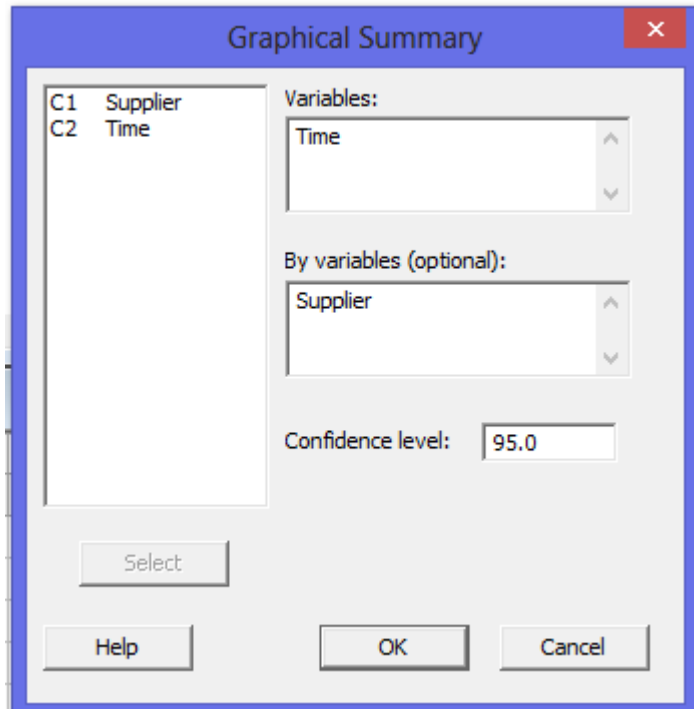 Graphical Summary
C1 Supplier
C2 Time
Variables:
Time
By variables (optional):
Supplier
Confidence level: 95.0
Select
Help OK Cancel